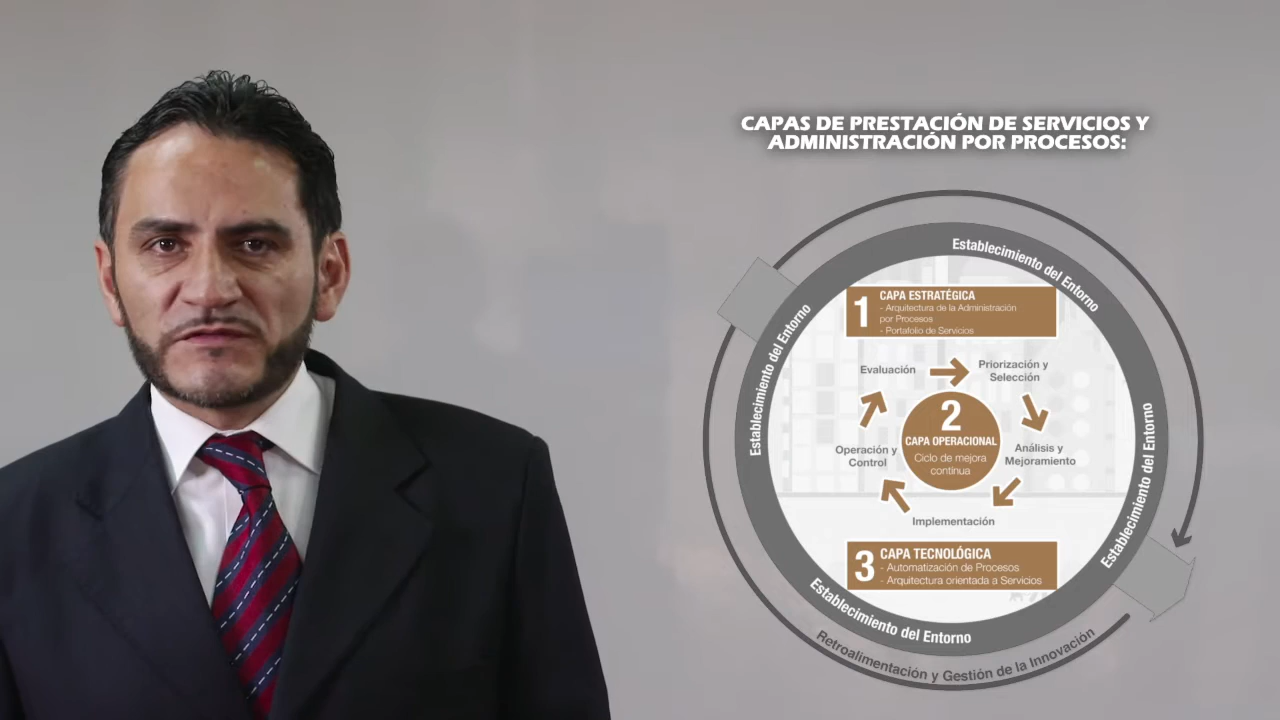 CAPAS DE PRESTACIÓN DE SERVICIOS Y
ADMINISTRACIÓN POR PROCESOS:
Establecimiento del Entorno
Establecimiento del Entorno
1 CAPA ESTRATÉGICA
- Arquitectura de la Administración
por Procesos
- Portafolio de Servicios
Evaluación
Priorización y
Selección
2
CAPA OPERACIONAL
Ciclo de mejora
contínua
Operación y
Control
Análisis y
Mejoramiento
Implementación
Establecimiento del Entorno
3 CAPA TECNOLÓGICA
- Automatización de Procesos
- Arquitectura orientada a Servicios
Establecimiento del Entorno
Retroalimentación y Gestión de la Innovación